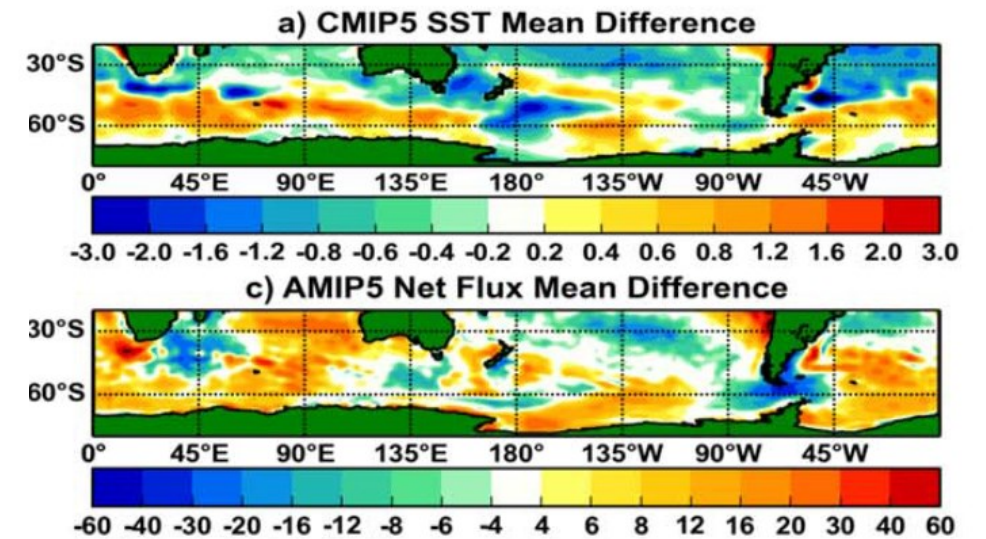 a) CMIP5 SST Mean Difference
30°S
60°S
0° 45°E 90°E 135°E 180° 135°W 90°W 45°W
-3.0 -2.0 -1.6 -1.2 -0.8 -0.6 -0.4 -0.2 0.2 0.4 0.6 0.8 1.2 1.6 2.0 3.0
c) AMIP5 Net Flux Mean Difference
30°S
60°S
0° 45°E 90°E 135°E 180° 135°W 90°W 45°W
-60 -40 -30 -20 -16 -12 -8 -6 -4 4 6 8 12 16 20 30 40 60